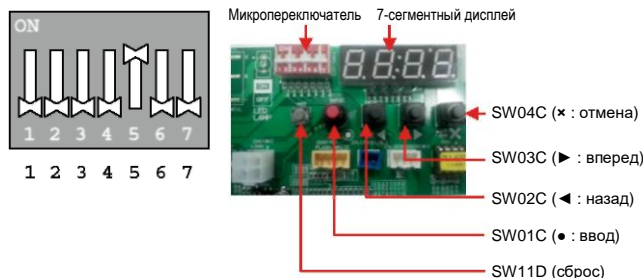 ON
1 2 3 4 5 6 7
1 2 3 4 5 6 7
Микропереключатель
7-сегментный дисплей
SW04C (× : отмена)
SW03C (► : вперед)
SW02C (◄ : назад)
SW01C (● : ввод)
SW11D (сброс)